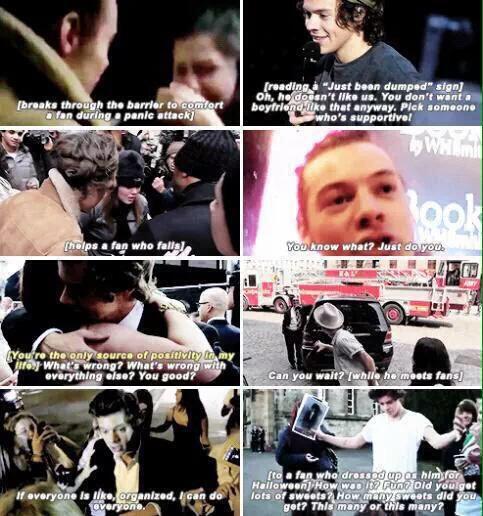 [breaks through the barrier to comfort
a fan during a panic attack]
[reading a "Just been dumped" sign]
Oh, he doesn't like us. You don't want a
boyfriend like that anyway. Pick someone
who's supportive!
[helps a fan who falls]
Book
by WHSmith
Book
You know what? Just do you.
[You're the only source of positivity in my
life.] What's wrong? What's wrong with
everything else? You good?
Can you wait? [while he meets fans]
If everyone is like, organized, I can do
everyone.
[to a fan who dressed up as him for
Halloween] How was it? Fun? Did you get
lots of sweets? How many sweets did you
get? This many or this many?